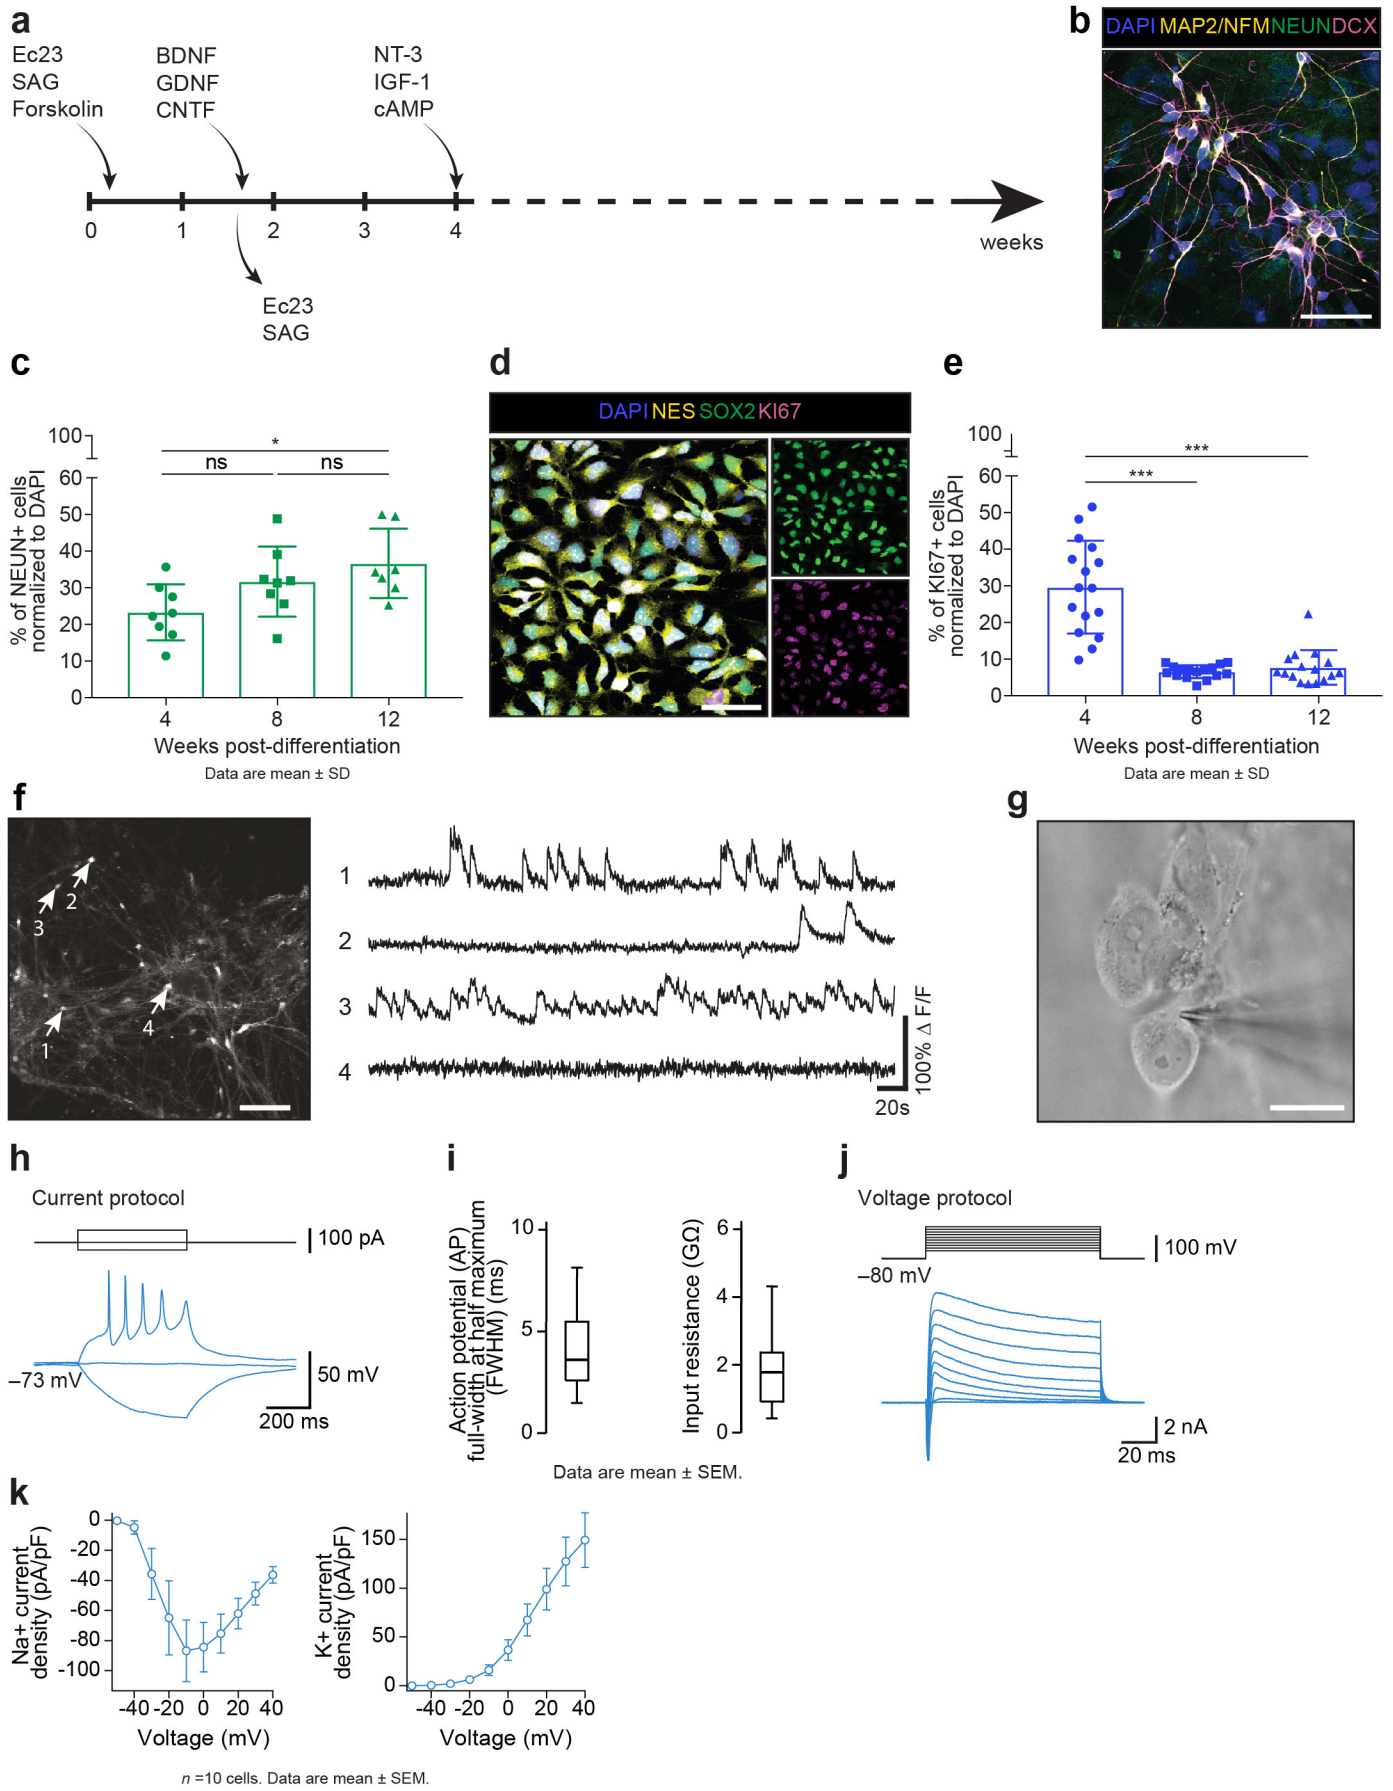 a
Ec23
SAG
Forskolin
BDNF
GDNF
CNTF
NT-3
IGF-1
cAMP
0 1 2 3 4
weeks
Ec23
SAG
b
DAPI MAP2/NFM NEUN DCX
c
% of NEUN+ cells
normalized to DAPI
100
60
50
40
30
20
10
0
*
ns ns
4 8 12
Weeks post-differentiation
Data are mean ± SD
d
DAPI NES SOX2 KI67
e
% of KI67+ cells
normalized to DAPI
100
60
50
40
30
20
10
0
***
***
4 8 12
Weeks post-differentiation
Data are mean ± SD
f
2
3
1
4
1
2
3
4
100% Δ F/F
20s
g
h
Current protocol
100 pA
–73 mV
50 mV
200 ms
i
Action potential (AP)
full-width at half maximum
(FWHM) (ms)
10
5
0
Input resistance (GΩ)
6
4
2
0
Data are mean ± SEM.
j
Voltage protocol
100 mV
–80 mV
2 nA
20 ms
k
Na+ current
density (pA/pF)
0
-20
-40
-60
-80
-100
-40 -20 0 20 40
Voltage (mV)
K+ current
density (pA/pF)
150
100
50
0
-40 -20 0 20 40
Voltage (mV)
n =10 cells. Data are mean ± SEM.